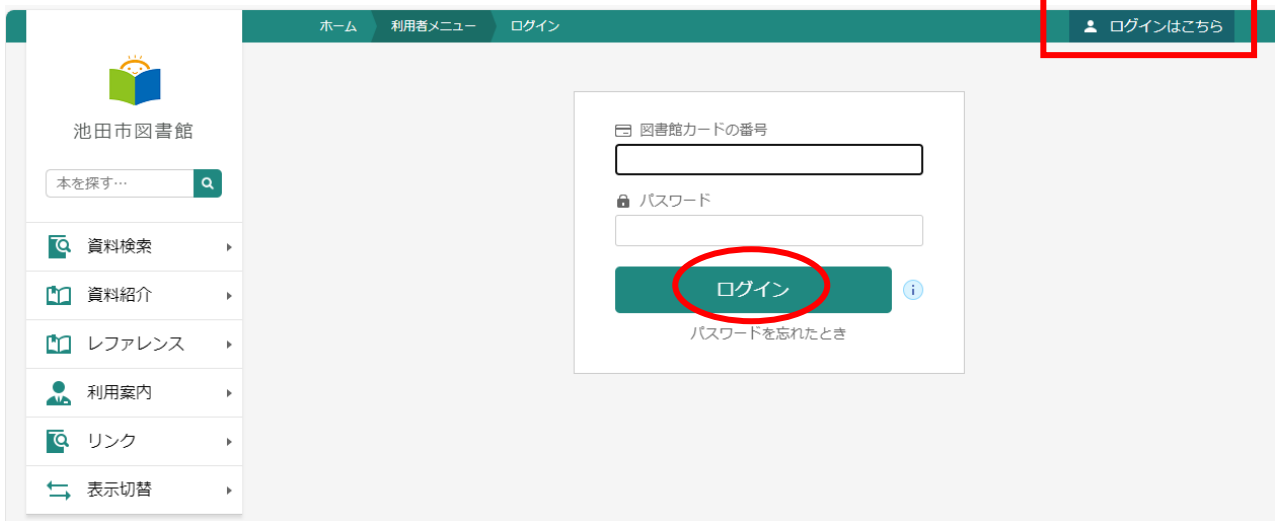 ホーム 利用者メニュー ログイン ログインはこちら
池田市図書館
本を探す…
資料検索
資料紹介
レファレンス
利用案内
リンク
表示切替
図書館カードの番号
パスワード
ログイン
パスワードを忘れたとき